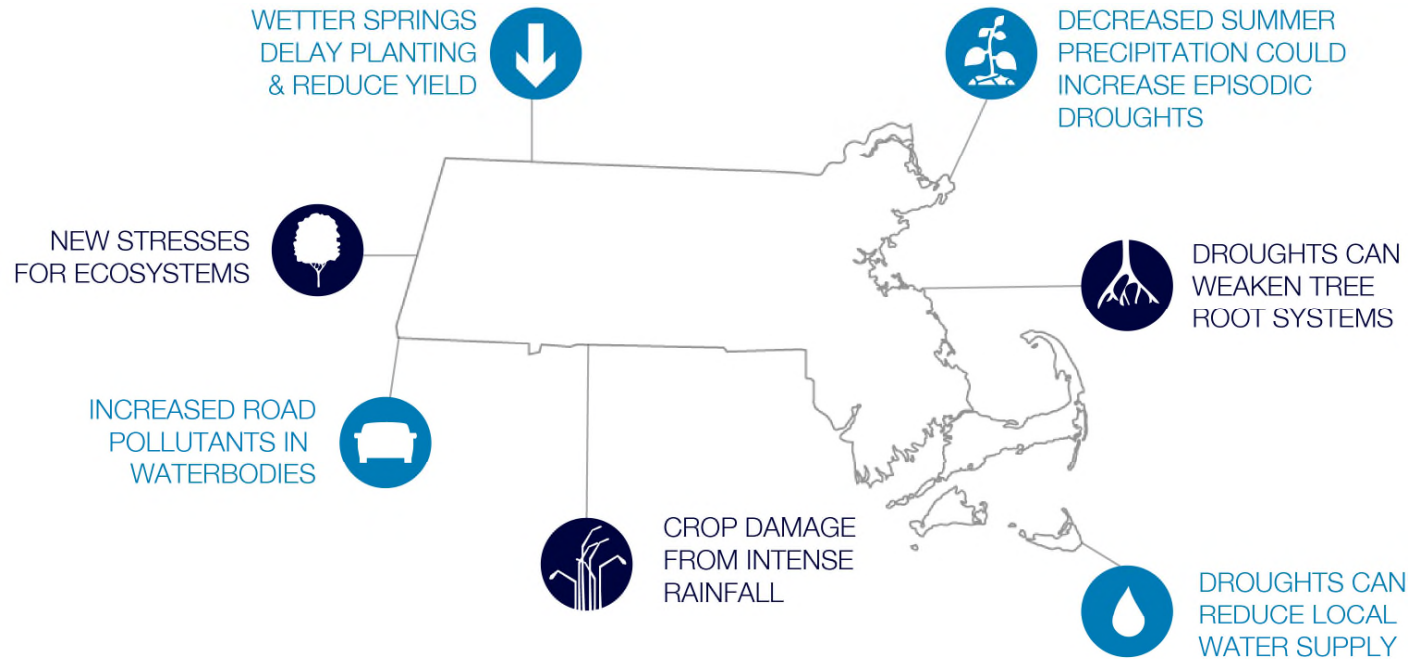 WETTER SPRINGS
DELAY PLANTING
& REDUCE YIELD
DECREASED SUMMER
PRECIPITATION COULD
INCREASE EPISODIC
DROUGHTS
NEW STRESSES
FOR ECOSYSTEMS
DROUGHTS CAN
WEAKEN TREE
ROOT SYSTEMS
INCREASED ROAD
POLLUTANTS IN
WATERBODIES
CROP DAMAGE
FROM INTENSE
RAINFALL
DROUGHTS CAN
REDUCE LOCAL
WATER SUPPLY